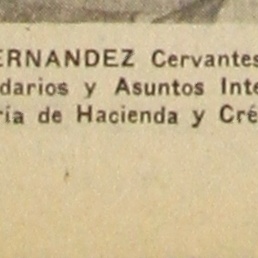 ERNANDEZ Cervantes
darios y Asuntos Inte
ría de Hacienda y Cré